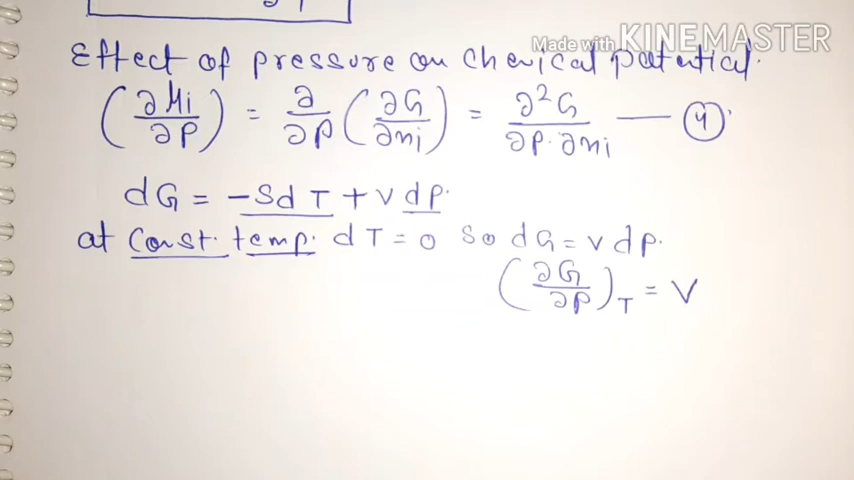 Made with KINEMASTER
Effect of pressure on chemical potential.
(∂μi/∂P) = ∂/∂P (∂G/∂ni) = ∂²G/∂P·∂ni — (4)
dG = -SdT + VdP.
at const. temp. dT = 0 so dG = VdP.
(∂G/∂P)T = V